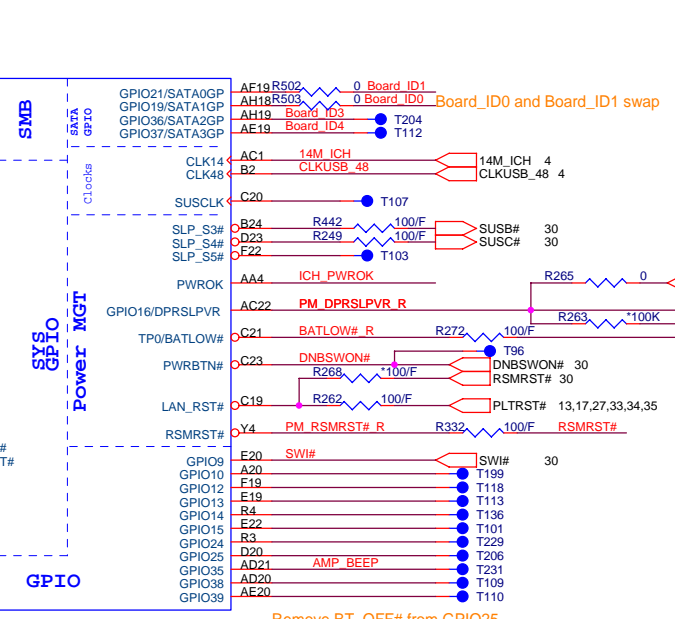 GPIO21/SATA0GP AF19 R502 0 Board_ID1
GPIO19/SATA1GP AH18 R503 0 Board_ID0 Board_ID0 and Board_ID1 swap
SMB
SATA
GPIO
GPIO36/SATA2GP AH19 Board_ID3 T204
GPIO37/SATA3GP AE19 Board_ID4 T112
Clocks
CLK14 AC1 14M_ICH 14M_ICH 4
CLK48 B2 CLKUSB_48 CLKUSB_48 4
SUSCLK C20 T107
SLP_S3# B24 R442 100/F SUSB# 30
SLP_S4# D23 R249 100/F SUSC# 30
SLP_S5# F22 T103
PWROK AA4 ICH_PWROK R265 0
GPIO16/DPRSLPVR AC22 PM_DPRSLPVR_R
R263 *100K
SYS
GPIO
Power MGT
TP0/BATLOW# C21 BATLOW#_R R272 100/F
T96
PWRBTN# C23 DNBSWON# DNBSWON# 30
R268 *100/F RSMRST# 30
LAN_RST# C19 R262 100/F PLTRST# 13,17,27,33,34,35
RSMRST# Y4 PM_RSMRST#_R R332 100/F RSMRST#
#
T#
GPIO9 E20 SWI# SWI# 30
GPIO10 A20 T199
GPIO12 F19 T118
GPIO13 E19 T113
GPIO14 R4 T136
GPIO15 E22 T101
GPIO24 R3 T229
GPIO25 D20 T206
GPIO35 AD21 AMP_BEEP T231
GPIO38 AD20 T109
GPIO39 AE20 T110
GPIO
Remove BT_OFF# from GPIO25